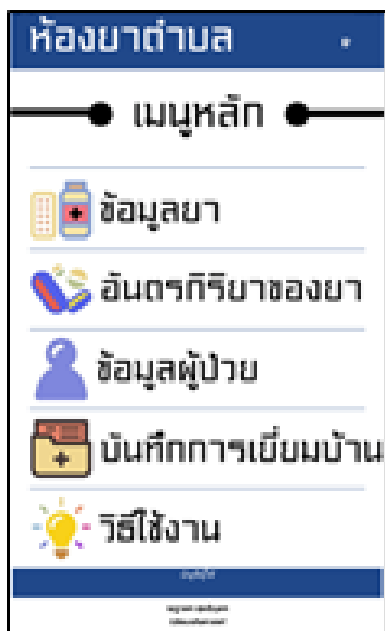 ห้องยาตำบล
เมนูหลัก
ข้อมูลยา
อันตรกิริยาของยา
ข้อมูลผู้ป่วย
บันทึกการเยี่ยมบ้าน
วิธีใช้งาน